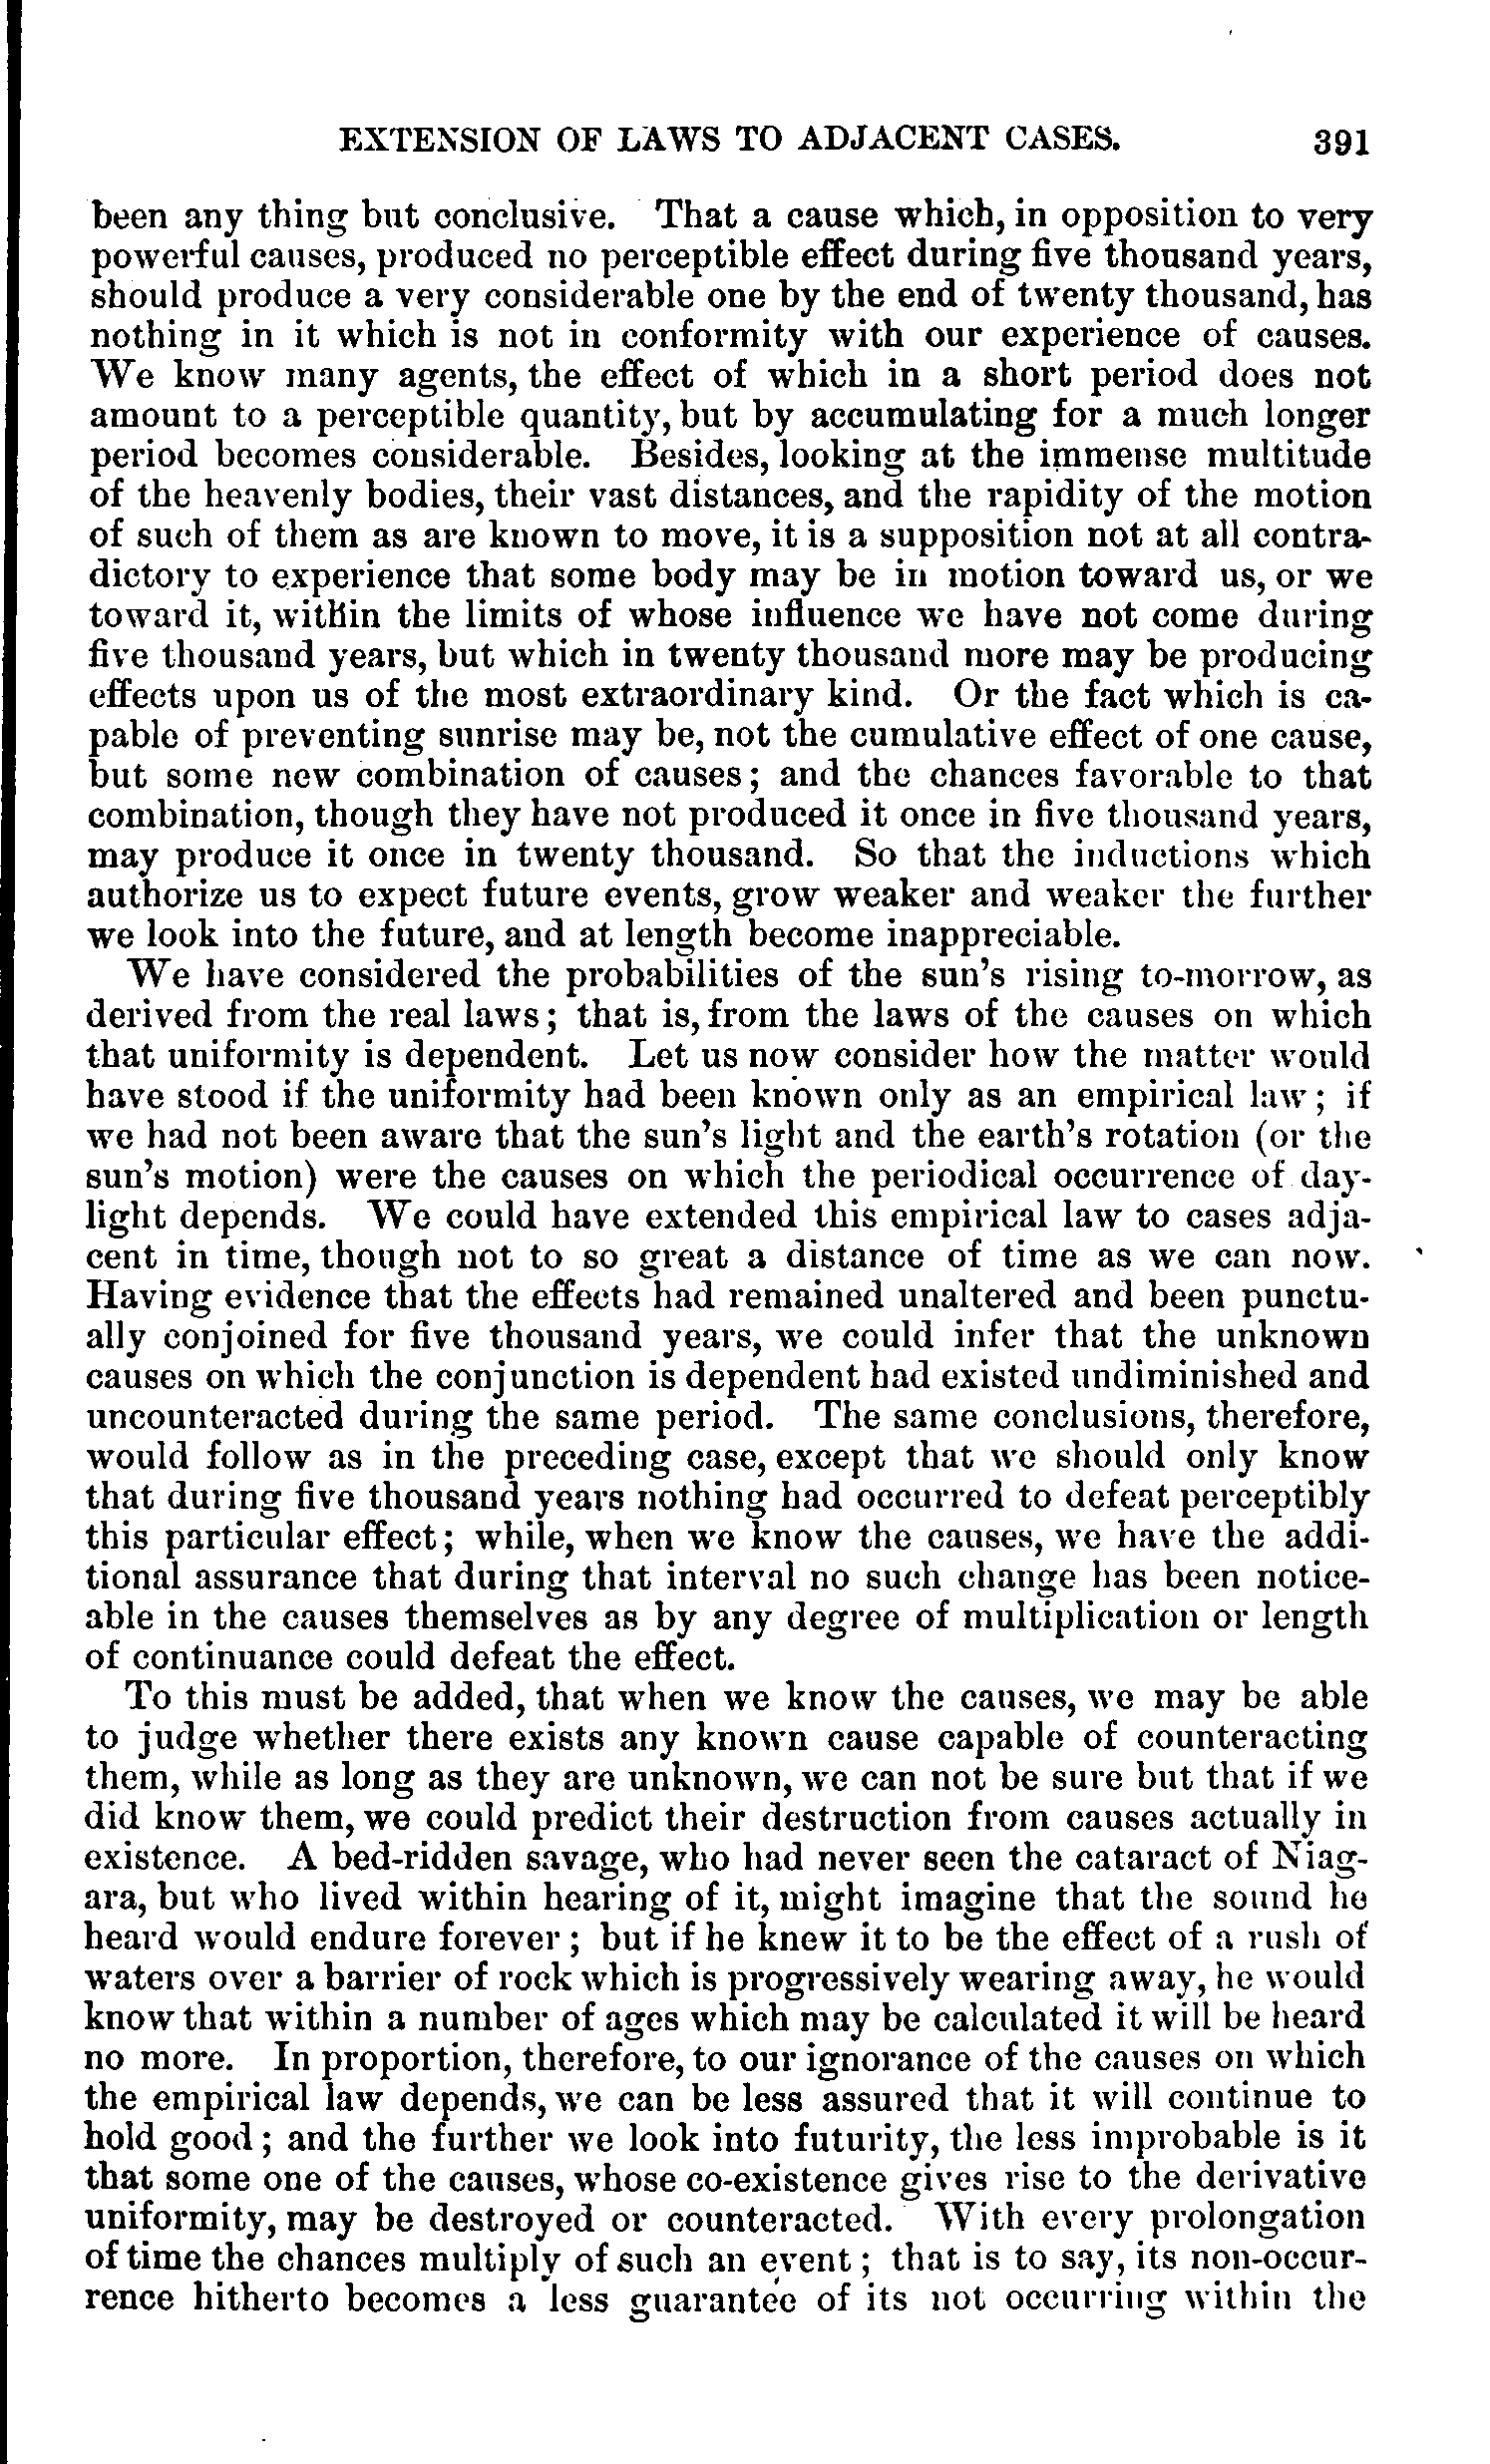 EXTENSION OF LAWS TO ADJACENT CASES. 391
been any thing but conclusive. That a cause which, in opposition to very
powerful causes, produced no perceptible effect during five thousand years,
should produce a very considerable one by the end of twenty thousand, has
nothing in it which is not in conformity with our experience of causes.
We know many agents, the effect of which in a short period does not
amount to a perceptible quantity, but by accumulating for a much longer
period becomes considerable. Besides, looking at the immense multitude
of the heavenly bodies, their vast distances, and the rapidity of the motion
of such of them as are known to move, it is a supposition not at all contra-
dictory to experience that some body may be in motion toward us, or we
toward it, within the limits of whose influence we have not come during
five thousand years, but which in twenty thousand more may be producing
effects upon us of the most extraordinary kind. Or the fact which is ca-
pable of preventing sunrise may be, not the cumulative effect of one cause,
but some new combination of causes; and the chances favorable to that
combination, though they have not produced it once in five thousand years,
may produce it once in twenty thousand. So that the inductions which
authorize us to expect future events, grow weaker and weaker the further
we look into the future, and at length become inappreciable.
We have considered the probabilities of the sun's rising to-morrow, as
derived from the real laws; that is, from the laws of the causes on which
that uniformity is dependent. Let us now consider how the matter would
have stood if the uniformity had been known only as an empirical law; if
we had not been aware that the sun's light and the earth's rotation (or the
sun's motion) were the causes on which the periodical occurrence of day-
light depends. We could have extended this empirical law to cases adja-
cent in time, though not to so great a distance of time as we can now.
Having evidence that the effects had remained unaltered and been punctu-
ally conjoined for five thousand years, we could infer that the unknown
causes on which the conjunction is dependent had existed undiminished and
uncounteracted during the same period. The same conclusions, therefore,
would follow as in the preceding case, except that we should only know
that during five thousand years nothing had occurred to defeat perceptibly
this particular effect; while, when we know the causes, we have the addi-
tional assurance that during that interval no such change has been notice-
able in the causes themselves as by any degree of multiplication or length
of continuance could defeat the effect.
To this must be added, that when we know the causes, we may be able
to judge whether there exists any known cause capable of counteracting
them, while as long as they are unknown, we can not be sure but that if we
did know them, we could predict their destruction from causes actually in
existence. A bed-ridden savage, who had never seen the cataract of Niag-
ara, but who lived within hearing of it, might imagine that the sound he
heard would endure forever; but if he knew it to be the effect of a rush of
waters over a barrier of rock which is progressively wearing away, he would
know that within a number of ages which may be calculated it will be heard
no more. In proportion, therefore, to our ignorance of the causes on which
the empirical law depends, we can be less assured that it will continue to
hold good; and the further we look into futurity, the less improbable is it
that some one of the causes, whose co-existence gives rise to the derivative
uniformity, may be destroyed or counteracted. With every prolongation
of time the chances multiply of such an event; that is to say, its non-occur-
rence hitherto becomes a less guarantee of its not occurring within the